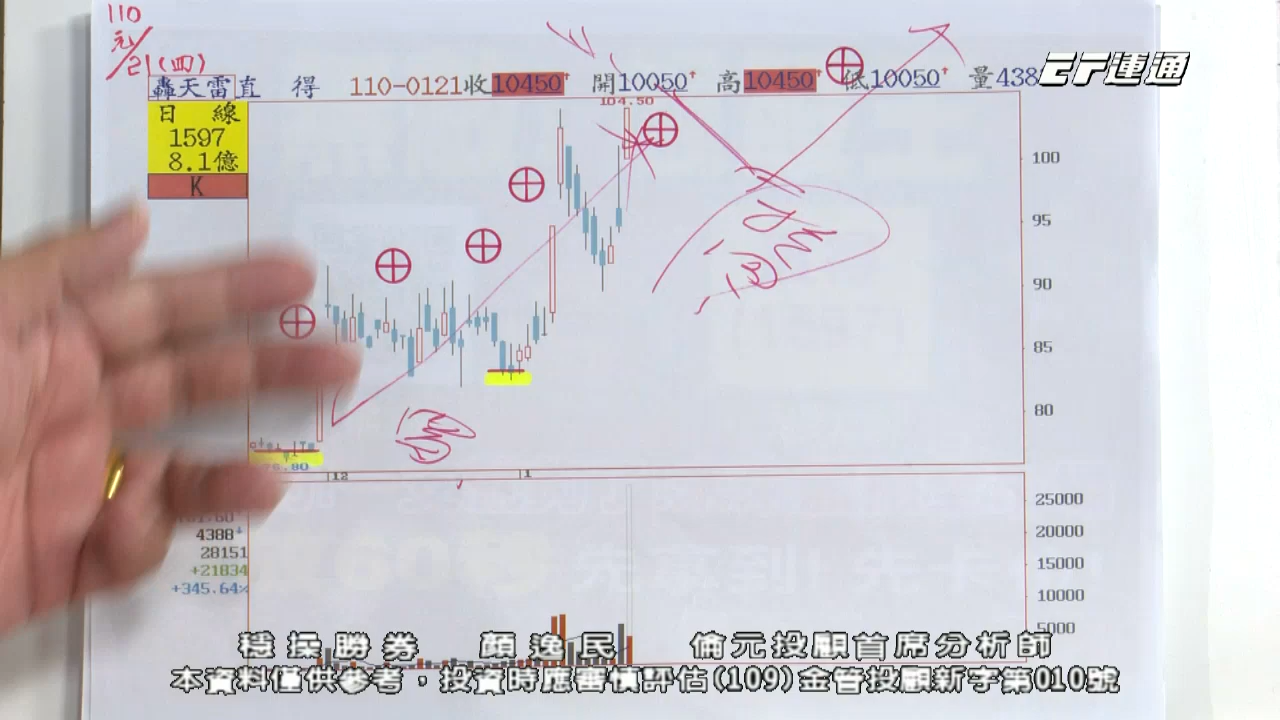 110
元/21(四)
轟天雷 直 得 110-0121收10450 開10050 高10450 低10050 量438
EF運通
日 線
1597
8.1億
K
104.50
100
95
90
85
80
12
1
25000
4388
20000
28151
15000
+21834
+345.64%
10000
5000
穩操勝券 顏逸民 倫元投顧首席分析師
本資料僅供參考,投資時應審慎評估(109)金管投顧新字第010號